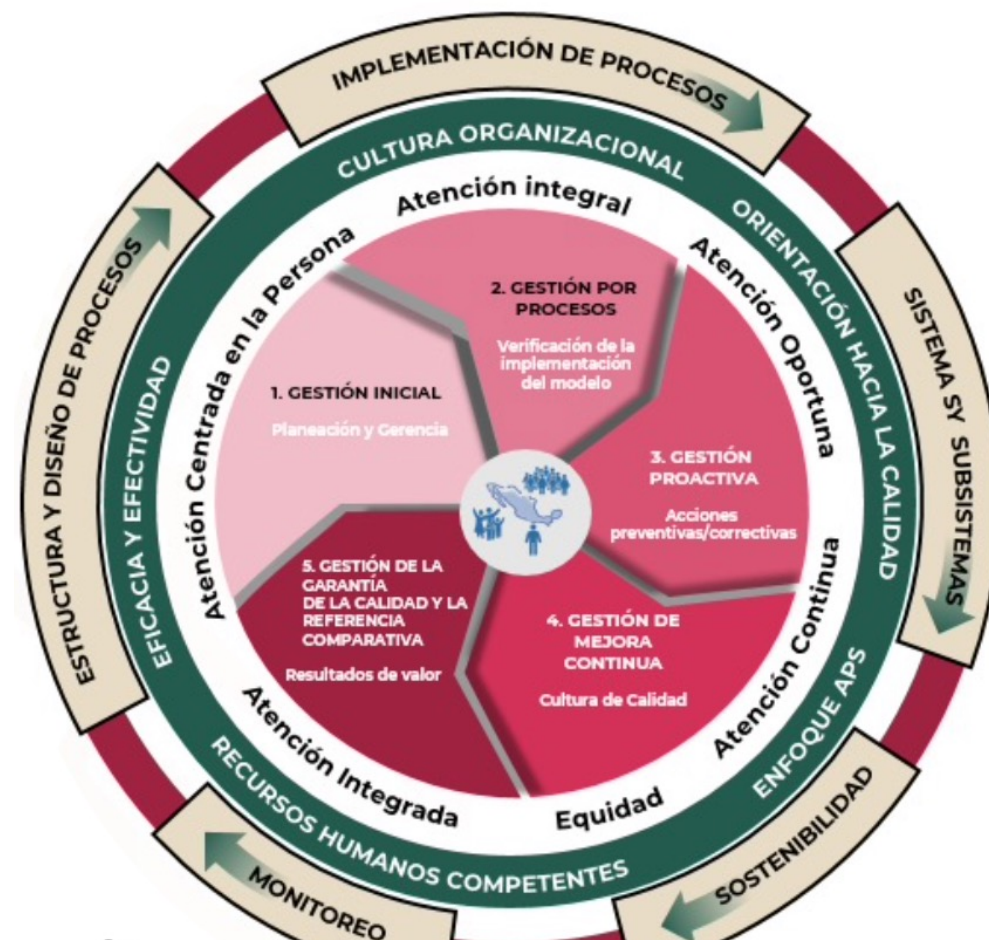 IMPLEMENTACIÓN DE PROCESOS
SISTEMA SY SUBSISTEMAS
SOSTENIBILIDAD
MONITOREO
ESTRUCTURA Y DISEÑO DE PROCESOS
CULTURA ORGANIZACIONAL
ORIENTACIÓN HACIA LA CALIDAD
ENFOQUE APS
RECURSOS HUMANOS COMPETENTES
EFICACIA Y EFECTIVIDAD
Atención integral
Atención Oportuna
Atención Continua
Equidad
Atención Integrada
Atención Centrada en la Persona
1. GESTIÓN INICIAL
Planeación y Gerencia
2. GESTIÓN POR
PROCESOS
Verificación de la
implementación
del modelo
3. GESTIÓN
PROACTIVA
Acciones
preventivas/correctivas
4. GESTIÓN DE
MEJORA
CONTINUA
Cultura de Calidad
5. GESTIÓN DE LA
GARANTÍA
DE LA CALIDAD Y LA
REFERENCIA
COMPARATIVA
Resultados de valor